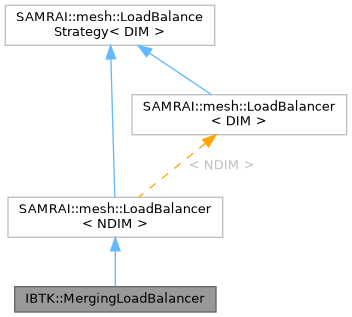 SAMRAI::mesh::LoadBalance
Strategy< DIM >
SAMRAI::mesh::LoadBalancer
< DIM >
< NDIM >
SAMRAI::mesh::LoadBalancer
< NDIM >
IBTK::MergingLoadBalancer